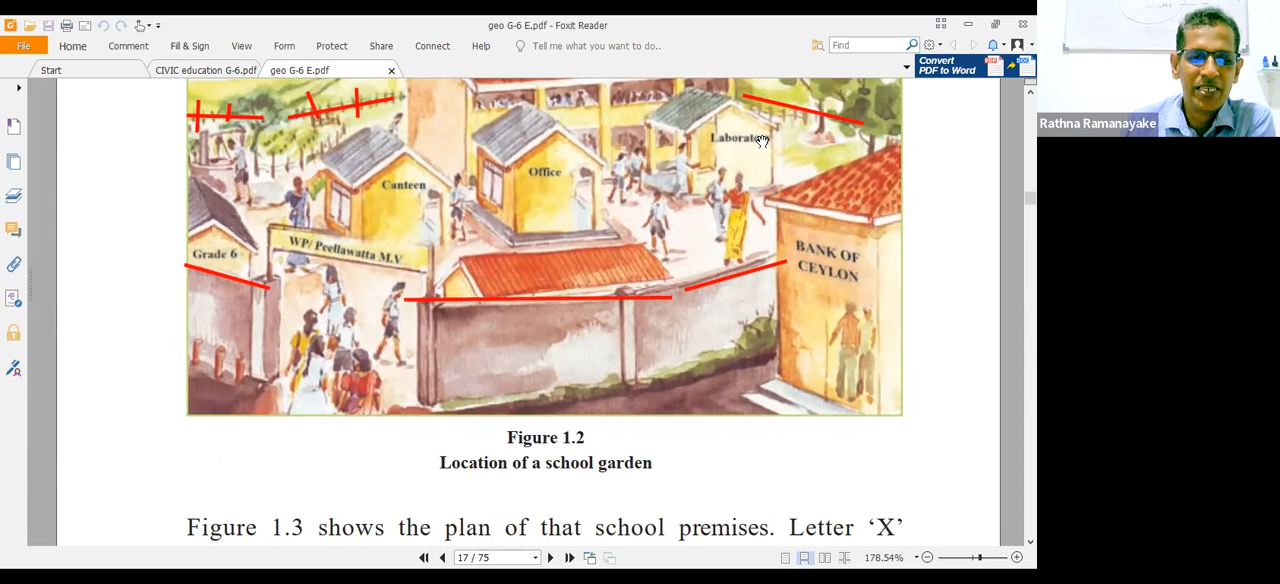 geo G-6 E.pdf - Foxit Reader
File Home Comment Fill & Sign View Form Protect Share Connect Help Tell me what you want to do.. Find
Start CIVIC education G-6.pdf geo G-6 E.pdf
Convert
PDF to Word
Rathna Ramanayake
Canteen
Office
Grade 6
WP/ Peellawatta M.V
BANK OF
CEYLON
Figure 1.2
Location of a school garden
Figure 1.3 shows the plan of that school premises. Letter ‘X’
17 / 75
178.54%